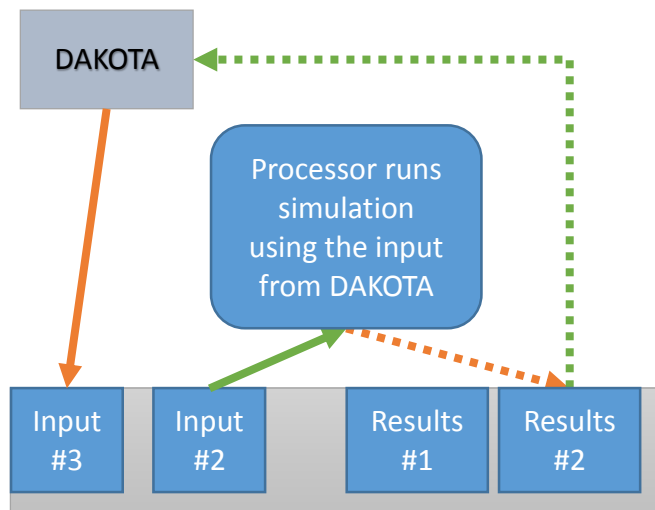 DAKOTA
Processor runs
simulation
using the input
from DAKOTA
Input
#3
Input
#2
Results
#1
Results
#2